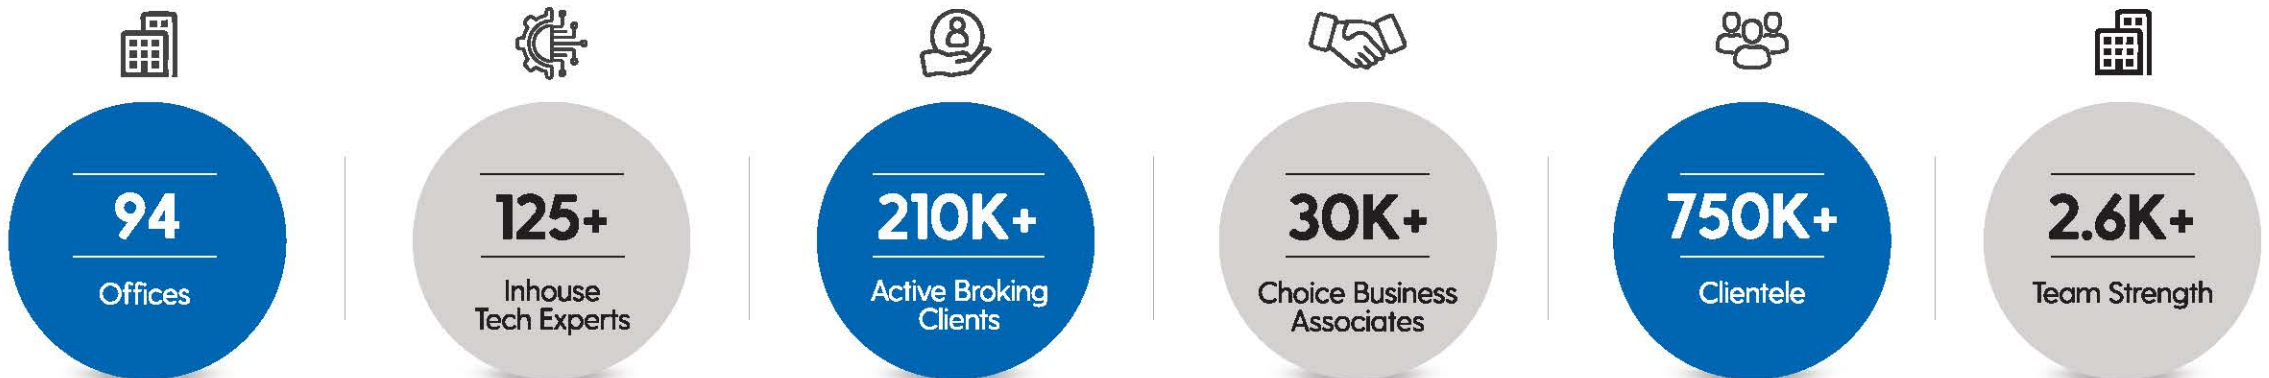 94
Offices
125+
Inhouse
Tech Experts
210K+
Active Broking
Clients
30K+
Choice Business
Associates
750K+
Clientele
2.6K+
Team Strength